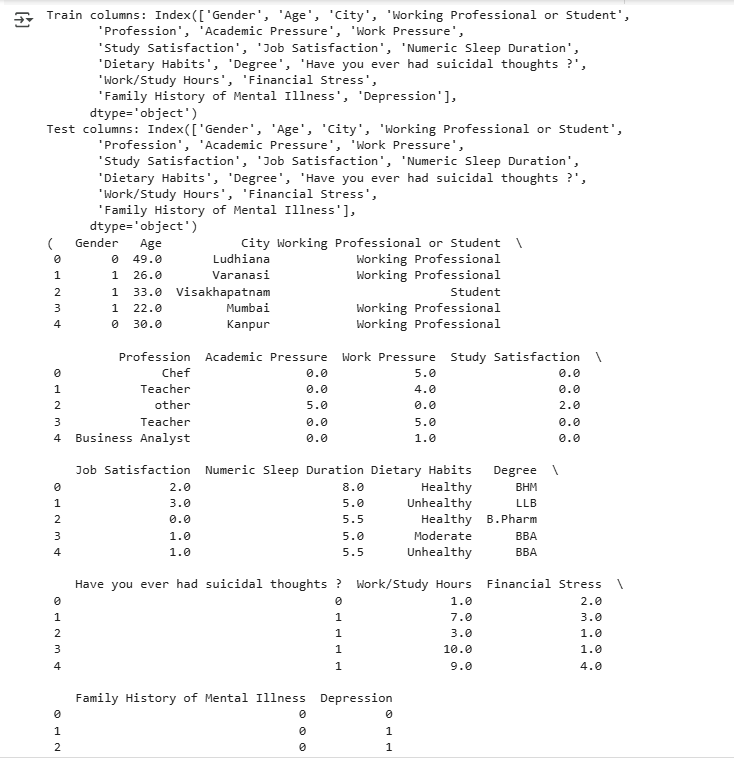 Train columns: Index(['Gender', 'Age', 'City', 'Working Professional or Student',
'Profession', 'Academic Pressure', 'Work Pressure',
'Study Satisfaction', 'Job Satisfaction', 'Numeric Sleep Duration',
'Dietary Habits', 'Degree', 'Have you ever had suicidal thoughts ?',
'Work/Study Hours', 'Financial Stress',
'Family History of Mental Illness', 'Depression'],
dtype='object')
Test columns: Index(['Gender', 'Age', 'City', 'Working Professional or Student',
'Profession', 'Academic Pressure', 'Work Pressure',
'Study Satisfaction', 'Job Satisfaction', 'Numeric Sleep Duration',
'Dietary Habits', 'Degree', 'Have you ever had suicidal thoughts ?',
'Work/Study Hours', 'Financial Stress',
'Family History of Mental Illness'],
dtype='object')
( Gender Age City Working Professional or Student \
0 0 49.0 Ludhiana Working Professional
1 1 26.0 Varanasi Working Professional
2 1 33.0 Visakhapatnam Student
3 1 22.0 Mumbai Working Professional
4 0 30.0 Kanpur Working Professional
Profession Academic Pressure Work Pressure Study Satisfaction \
0 Chef 0.0 5.0 0.0
1 Teacher 0.0 4.0 0.0
2 other 5.0 0.0 2.0
3 Teacher 0.0 5.0 0.0
4 Business Analyst 0.0 1.0 0.0
Job Satisfaction Numeric Sleep Duration Dietary Habits Degree \
0 2.0 8.0 Healthy BHM
1 3.0 5.0 Unhealthy LLB
2 0.0 5.5 Healthy B.Pharm
3 1.0 5.0 Moderate BBA
4 1.0 5.5 Unhealthy BBA
Have you ever had suicidal thoughts ? Work/Study Hours Financial Stress \
0 0 1.0 2.0
1 1 7.0 3.0
2 1 3.0 1.0
3 1 10.0 1.0
4 1 9.0 4.0
Family History of Mental Illness Depression
0 0 0
1 0 1
2 0 1